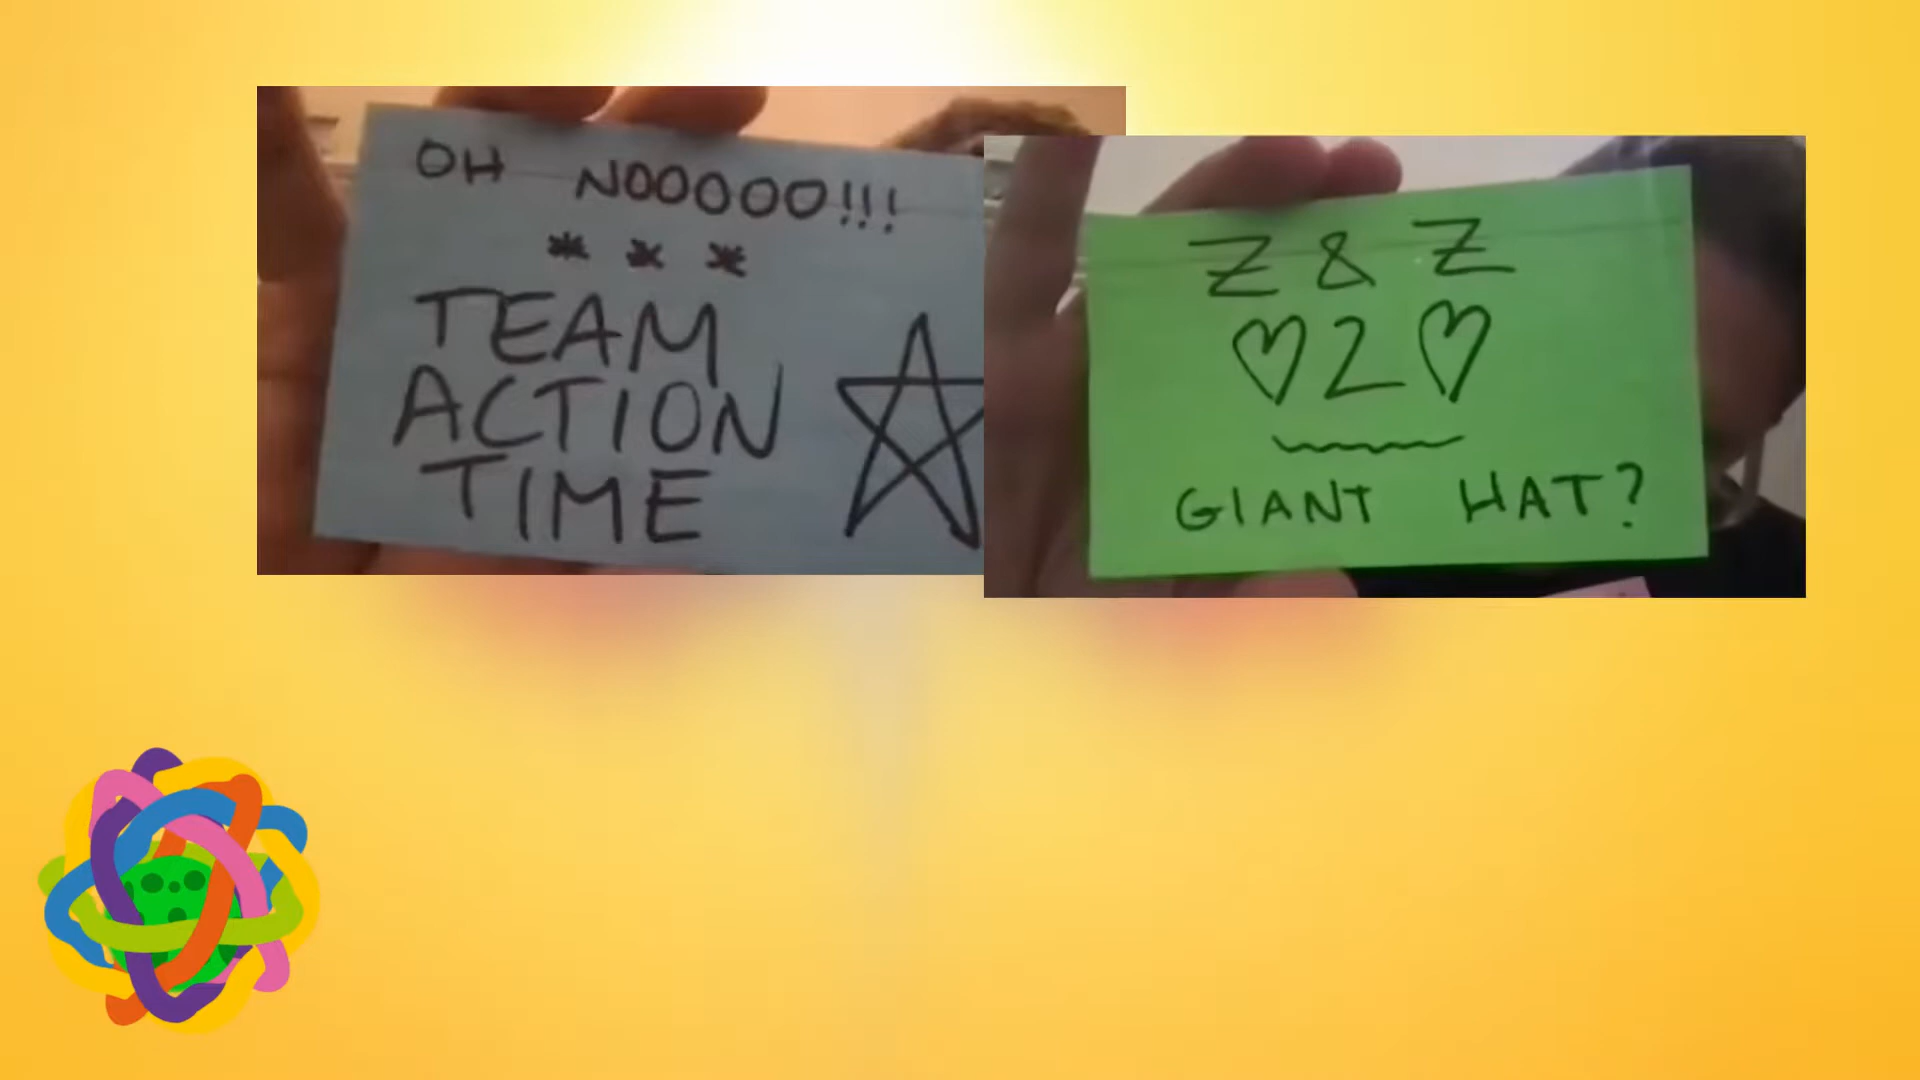 OH NOOOOO!!!
* * *
TEAM
ACTION
TIME
Z & Z
♡2♡
GIANT HAT?